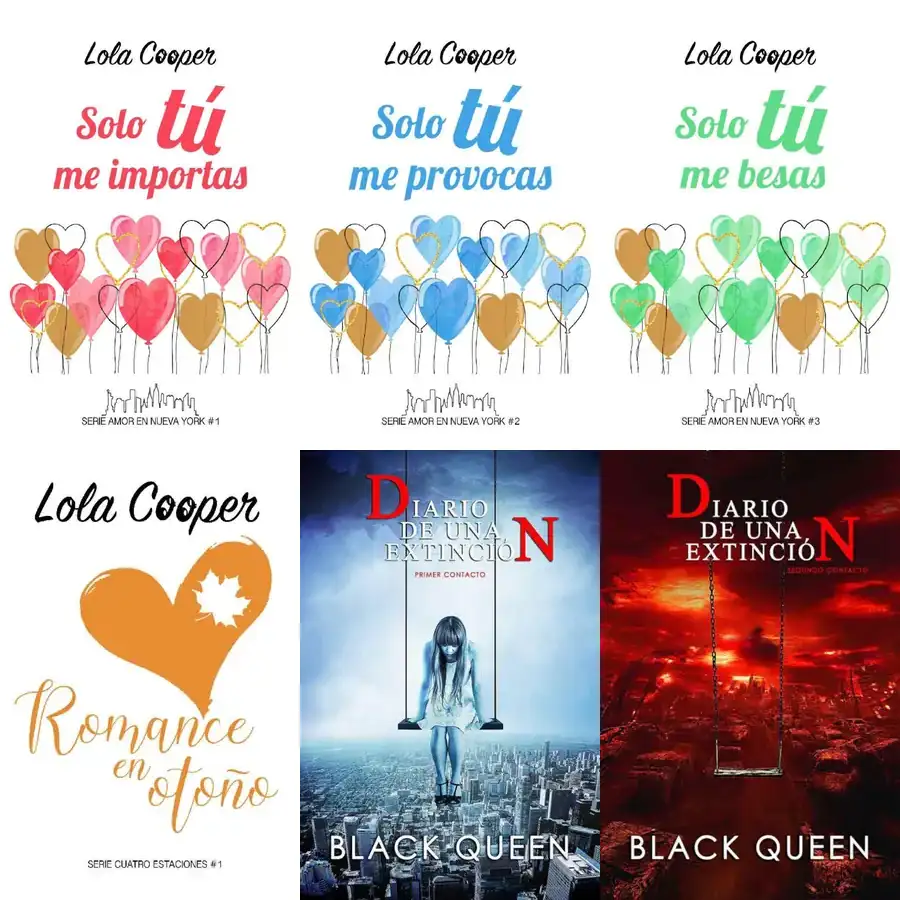 Lola Cooper
Solo tú
me importas
SERIE AMOR EN NUEVA YORK #1
Lola Cooper
Solo tú
me provocas
SERIE AMOR EN NUEVA YORK #2
Lola Cooper
Solo tú
me besas
SERIE AMOR EN NUEVA YORK #3
Lola Cooper
Romance
en
otoño
SERIE CUATRO ESTACIONES #1
DIARIO
DE UNA
EXTINCIÓN
PRIMER CONTACTO
BLACK QUEEN
DIARIO
DE UNA
EXTINCIÓN
SEGUNDO CONTACTO
BLACK QUEEN